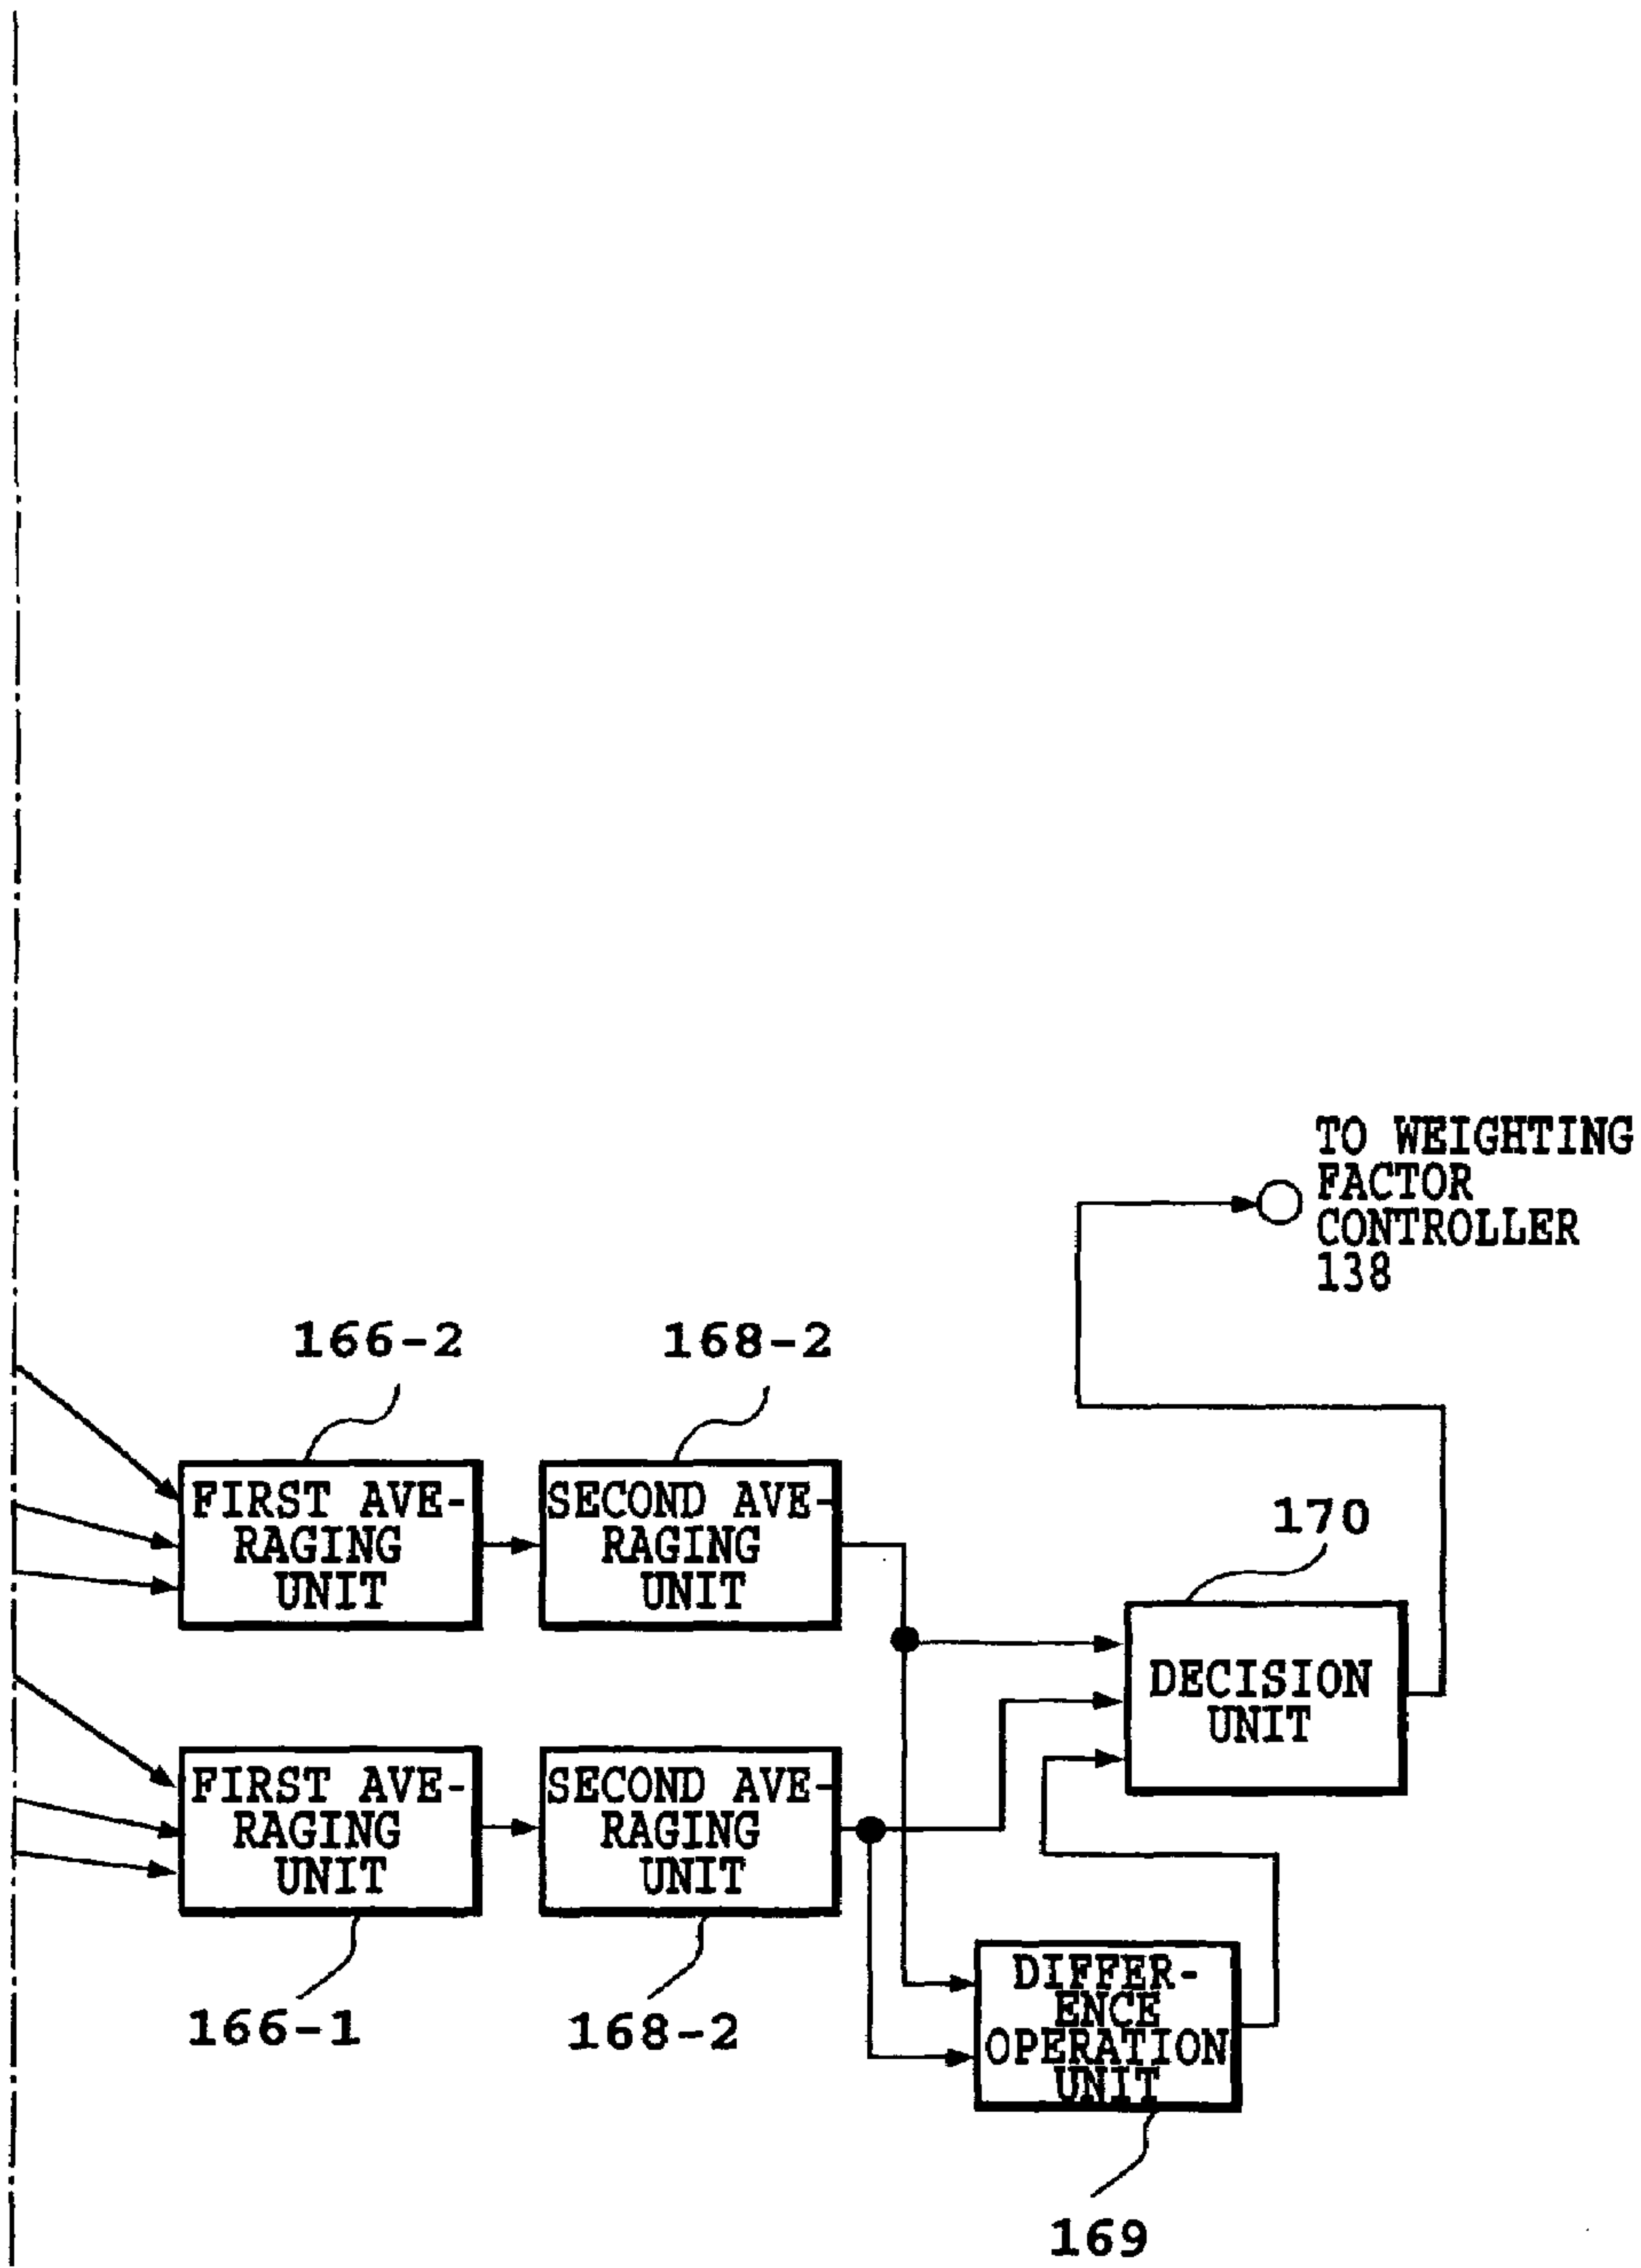 TO WEIGHTING
FACTOR
CONTROLLER
138
166-2
168-2
FIRST AVE-
RAGING
UNIT
SECOND AVE-
RAGING
UNIT
170
DECISION
UNIT
FIRST AVE-
RAGING
UNIT
SECOND AVE-
RAGING
UNIT
166-1
168-2
DIFFER-
ENCE
OPERATION
UNIT
169